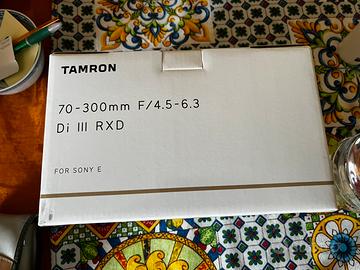 TAMRON
70-300mm F/4.5-6.3
Di III RXD
FOR SONY E